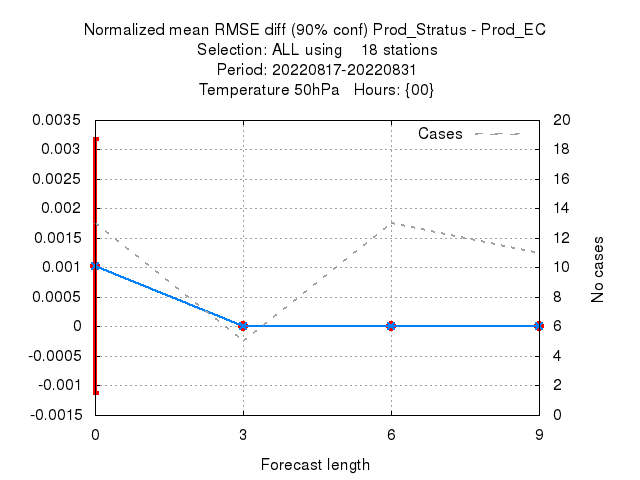 Normalized mean RMSE diff (90% conf) Prod_Stratus - Prod_EC
Selection: ALL using    18 stations
Period: 20220817-20220831
Temperature 50hPa   Hours: {00}
Cases
0.0035
0.003
0.0025
0.002
0.0015
0.001
0.0005
0
-0.0005
-0.001
-0.0015
20
18
16
14
12
10
8
6
4
2
0
No cases
0 3 6 9
Forecast length